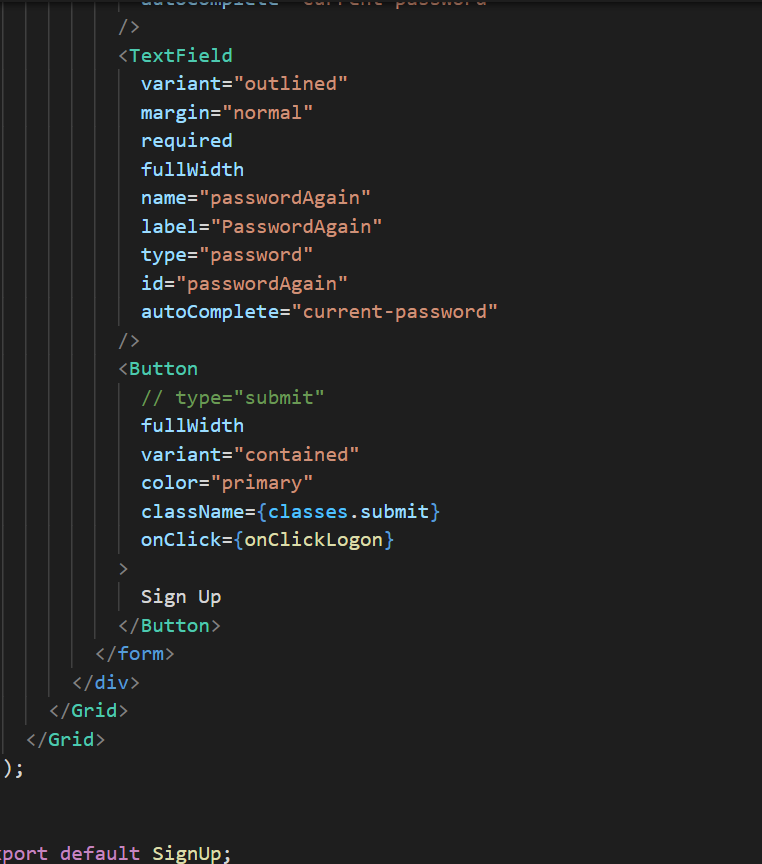 />
<TextField
variant="outlined"
margin="normal"
required
fullWidth
name="passwordAgain"
label="PasswordAgain"
type="password"
id="passwordAgain"
autoComplete="current-password"
/>
<Button
// type="submit"
fullWidth
variant="contained"
color="primary"
className={classes.submit}
onClick={onClickLogon}
>
Sign Up
</Button>
</form>
</div>
</Grid>
</Grid>
);
port default SignUp;